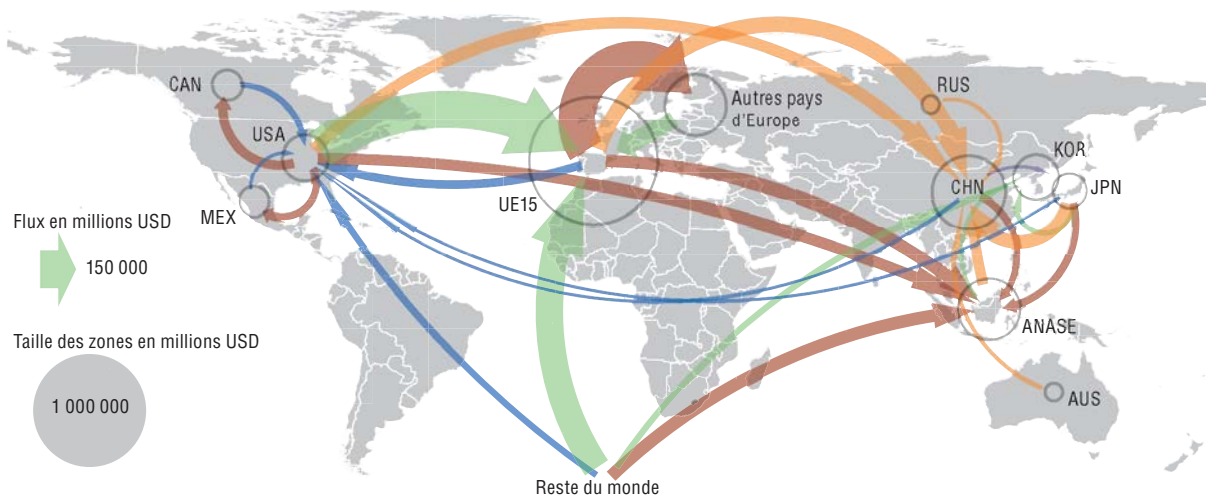 CAN
USA
MEX
Flux en millions USD
150 000
Taille des zones en millions USD
1 000 000
UE15
Autres pays
d'Europe
RUS
KOR
CHN
JPN
ANASE
AUS
Reste du monde